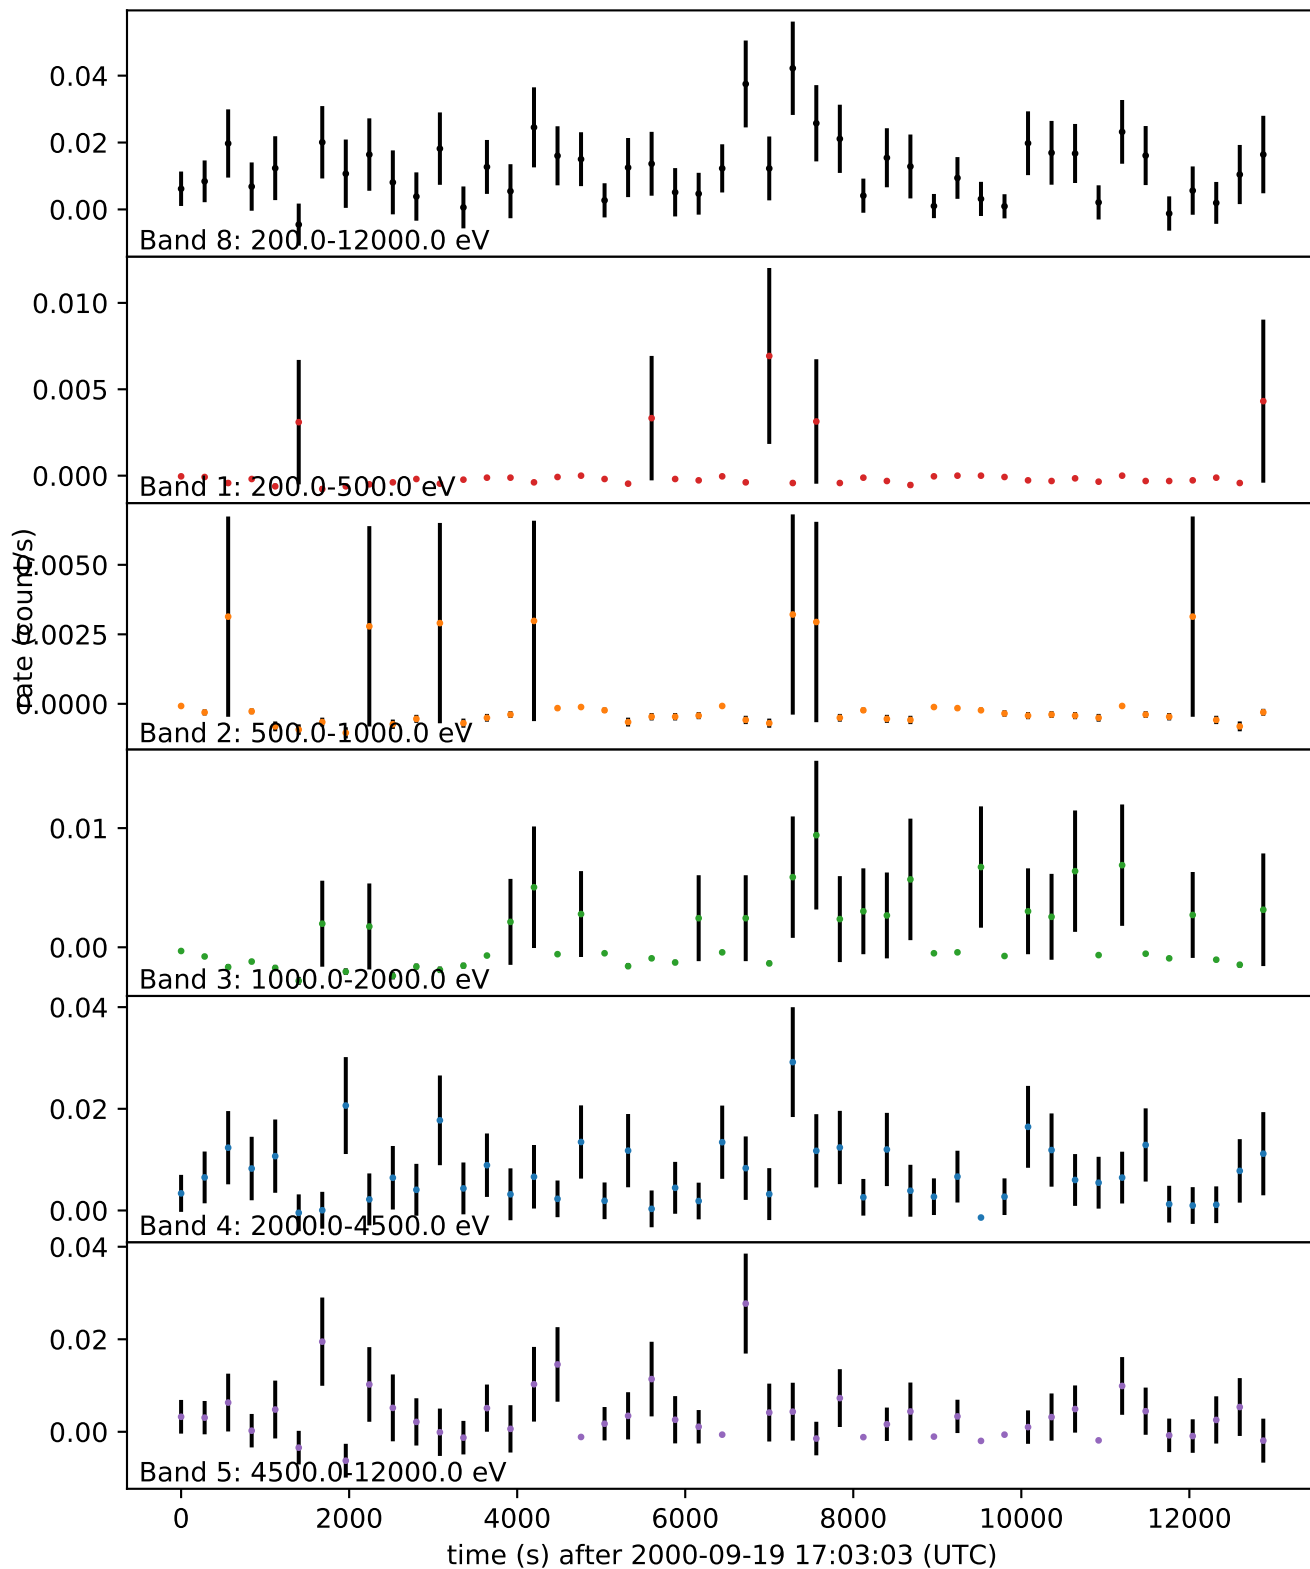 0.04
0.02
0.00
Band 8: 200.0-12000.0 eV
0.010
0.005
0.000
Band 1: 200.0-500.0 eV
rate (count/s)
0.0050
0.0025
0.0000
Band 2: 500.0-1000.0 eV
0.01
0.00
Band 3: 1000.0-2000.0 eV
0.04
0.02
0.00
Band 4: 2000.0-4500.0 eV
0.04
0.02
0.00
Band 5: 4500.0-12000.0 eV
0 2000 4000 6000 8000 10000 12000
time (s) after 2000-09-19 17:03:03 (UTC)